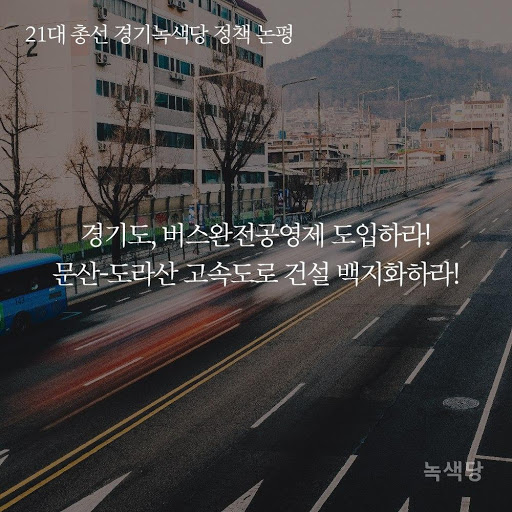 21대 총선 경기녹색당 정책 논평
2
경기도, 버스완전공영제 도입하라!
문산-도라산 고속도로 건설 백지화하라!
녹색당